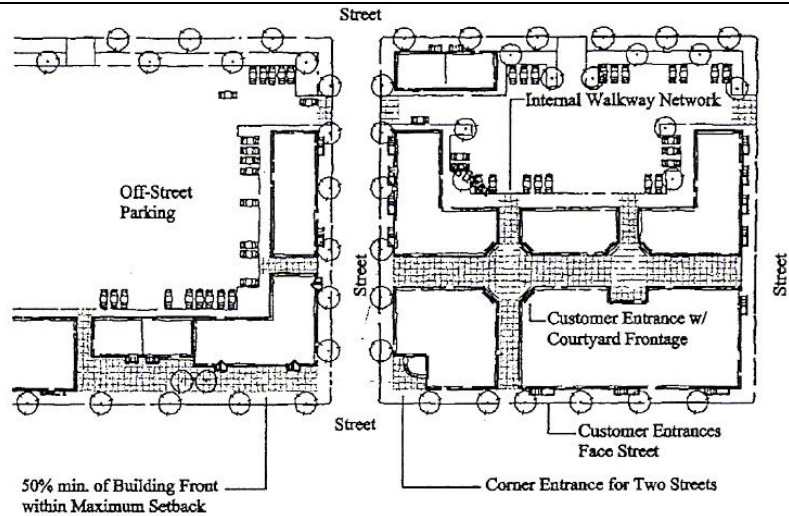 Street
Internal Walkway Network
Off-Street
Parking
Street
Street
Customer Entrance w/
Courtyard Frontage
Street
Customer Entrances
Face Street
50% min. of Building Front
within Maximum Setback
Corner Entrance for Two Streets